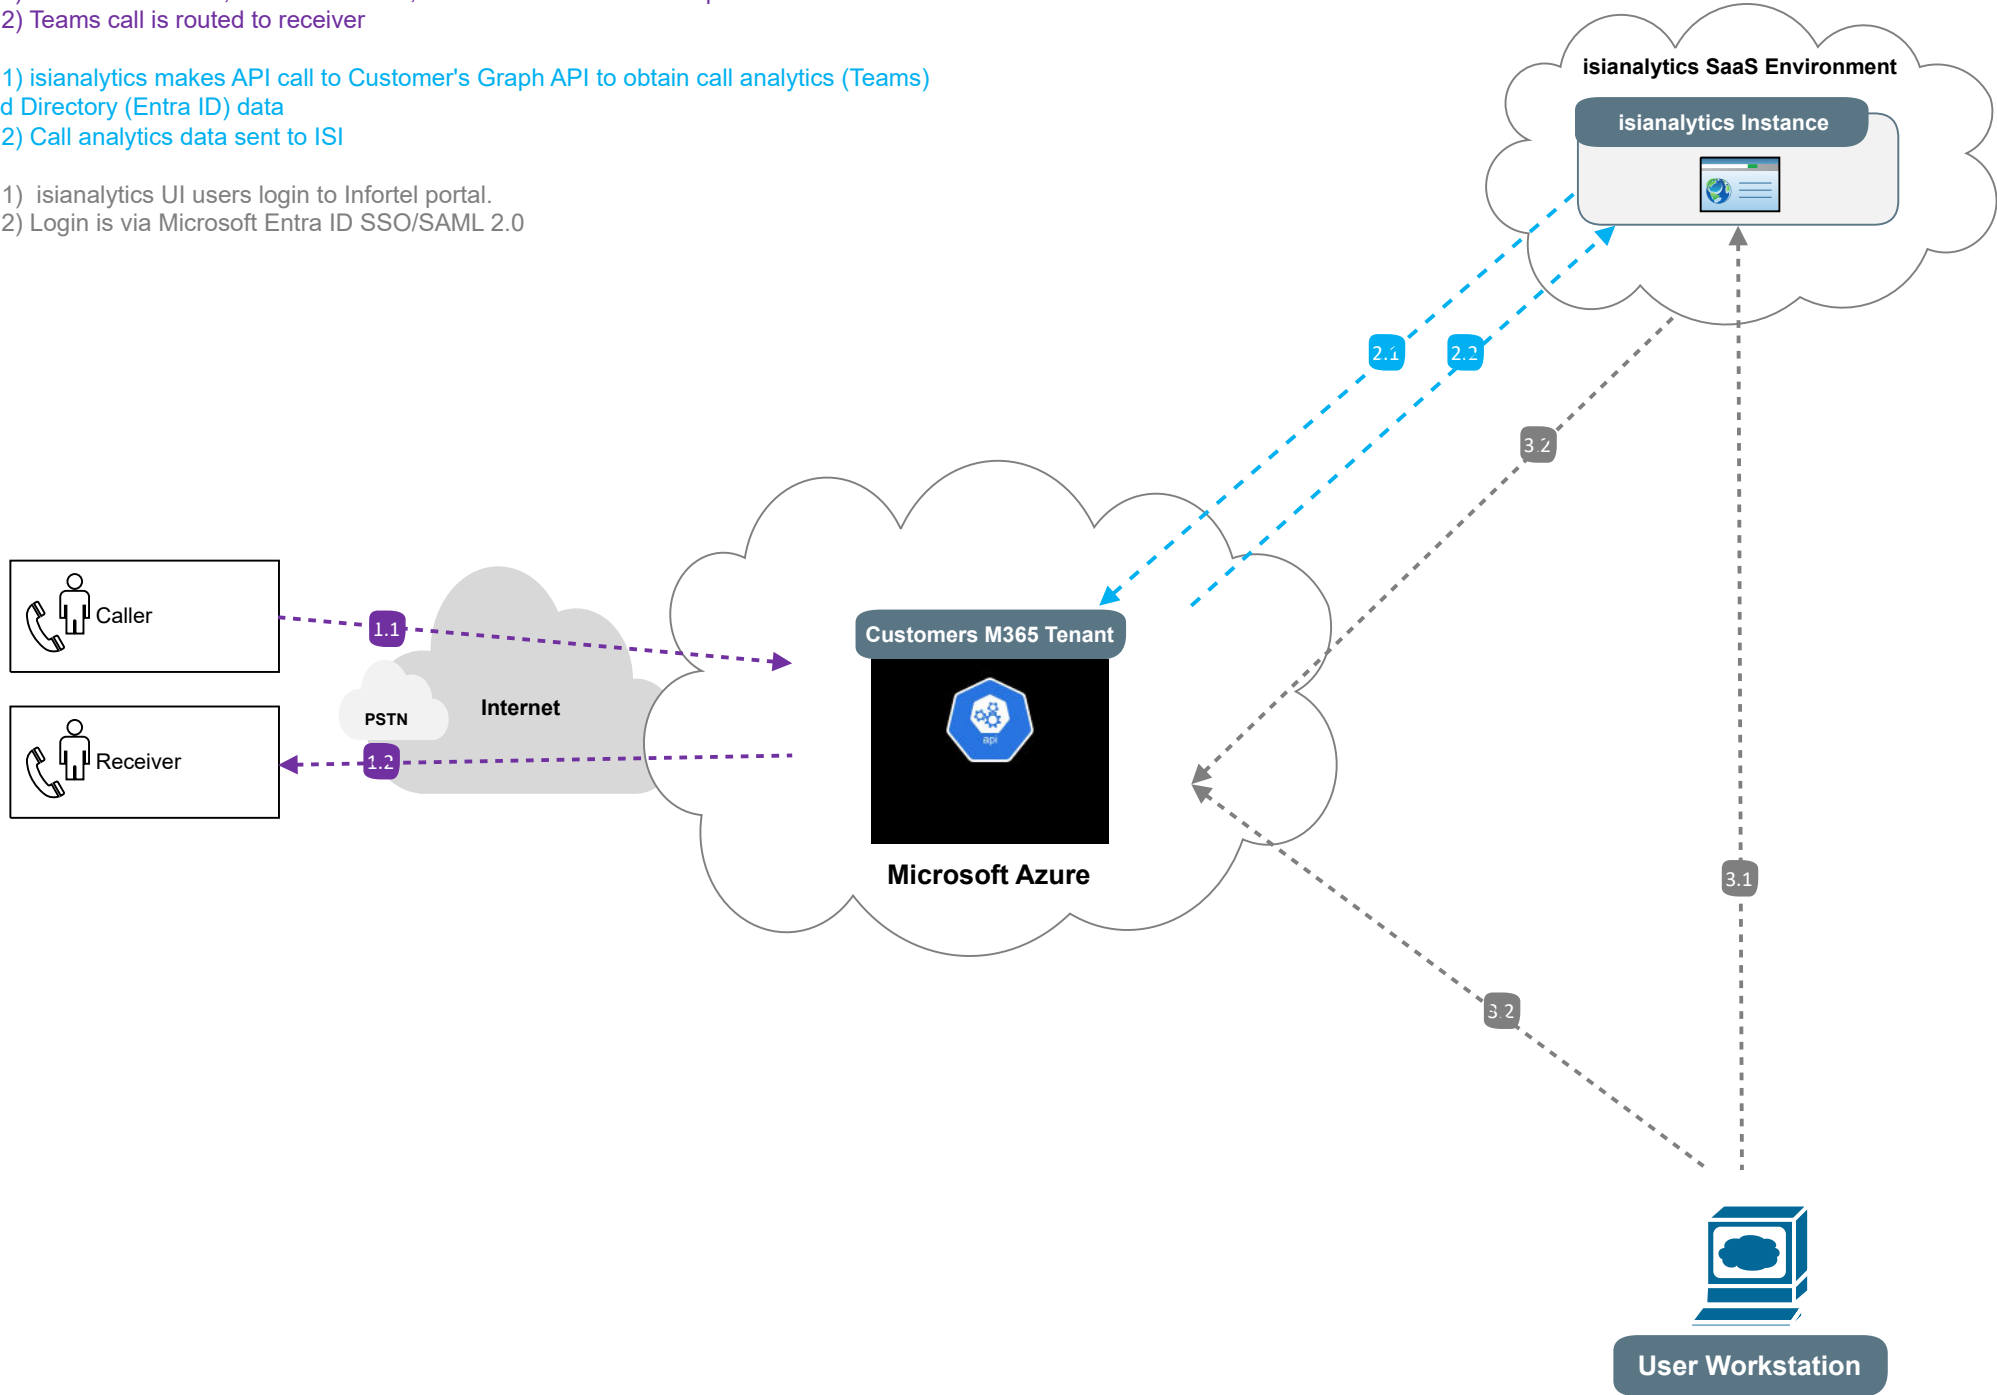 2) Teams call is routed to receiver
1) isianalytics makes API call to Customer's Graph API to obtain call analytics (Teams)
d Directory (Entra ID) data
2) Call analytics data sent to ISI
1) isianalytics UI users login to Infortel portal.
2) Login is via Microsoft Entra ID SSO/SAML 2.0
isianalytics SaaS Environment
isianalytics Instance
2.1
2.2
3.2
Caller
1.1
Customers M365 Tenant
PSTN
Internet
api
Receiver
1.2
Microsoft Azure
3.1
3.2
User Workstation